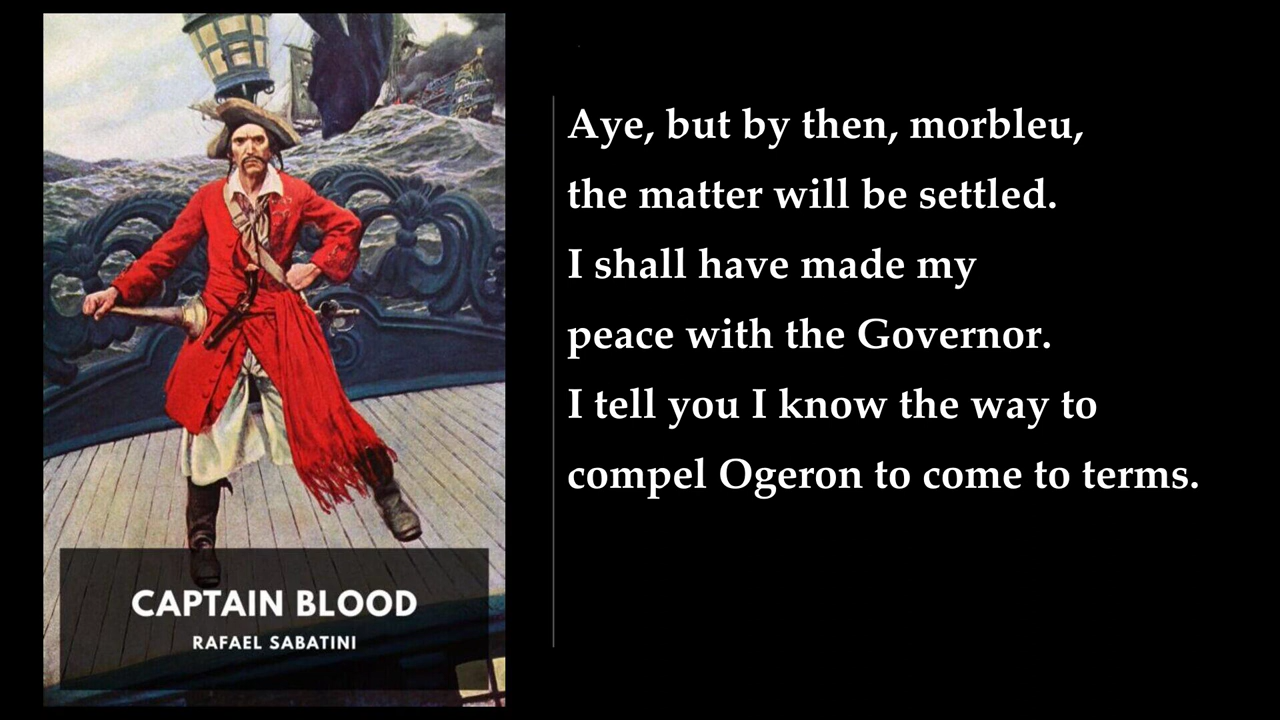 Aye, but by then, morbleu,
the matter will be settled.
I shall have made my
peace with the Governor.
I tell you I know the way to
compel Ogeron to come to terms.
CAPTAIN BLOOD
RAFAEL SABATINI